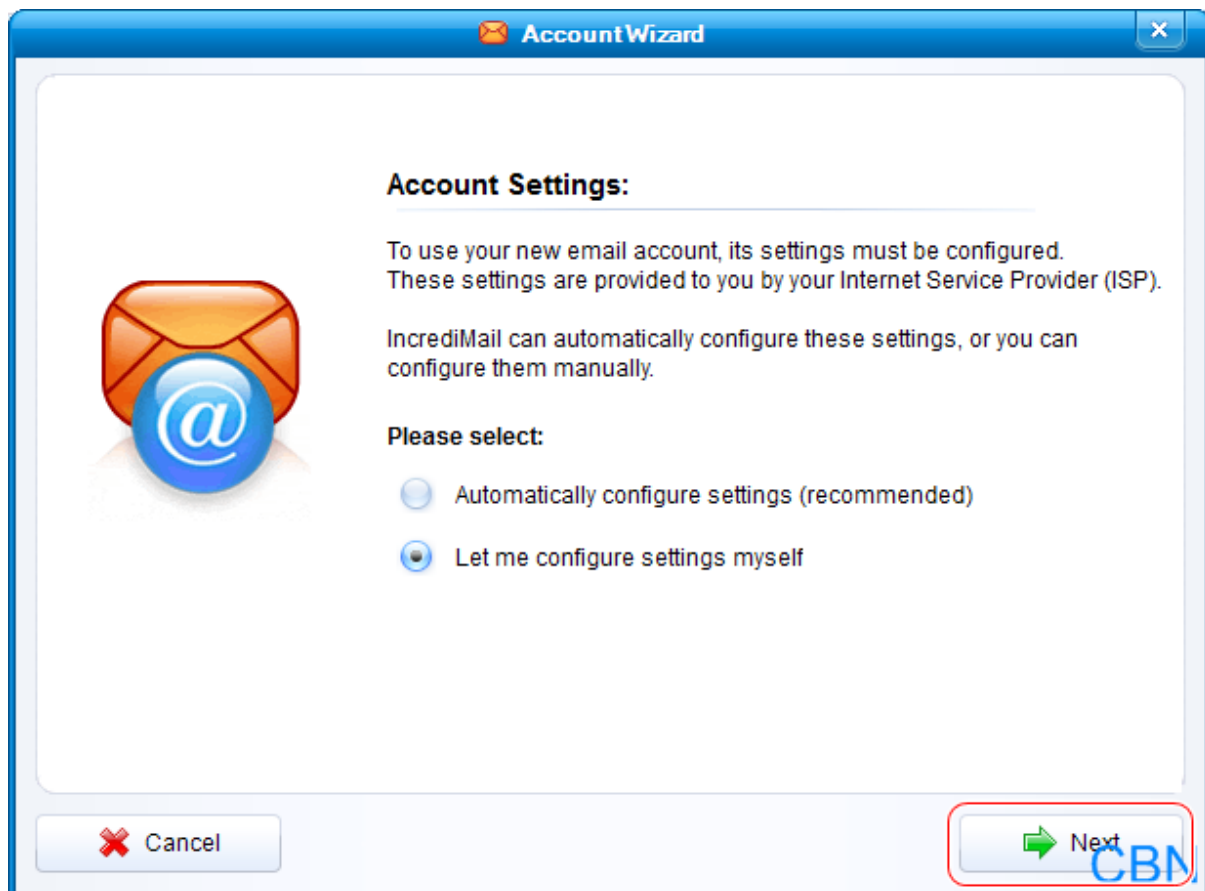 Account Wizard
Account Settings:
To use your new email account, its settings must be configured.
These settings are provided to you by your Internet Service Provider (ISP).
IncrediMail can automatically configure these settings, or you can
configure them manually.
Please select:
Automatically configure settings (recommended)
Let me configure settings myself
Cancel
Next
CBN